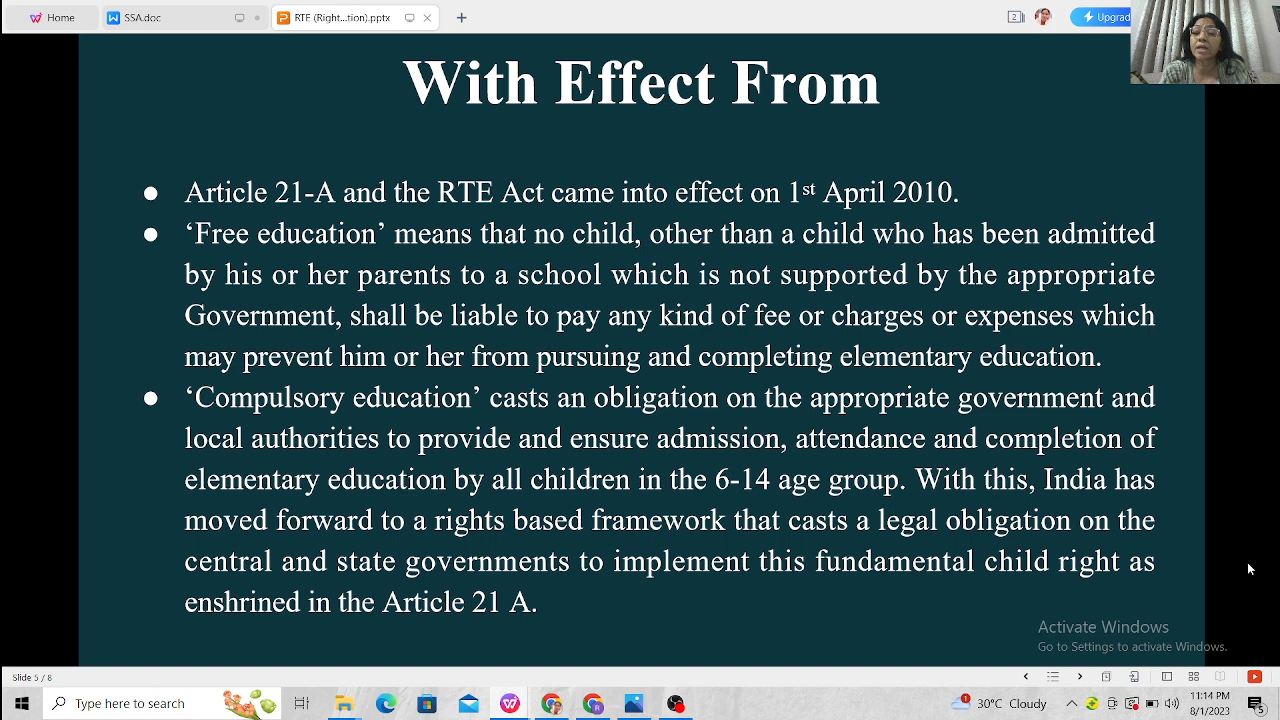 Home
SSA.doc
RTE (Right...tion).pptx
2
Upgrad
With Effect From
Article 21-A and the RTE Act came into effect on 1st April 2010.
‘Free education’ means that no child, other than a child who has been admitted
by his or her parents to a school which is not supported by the appropriate
Government, shall be liable to pay any kind of fee or charges or expenses which
may prevent him or her from pursuing and completing elementary education.
‘Compulsory education’ casts an obligation on the appropriate government and
local authorities to provide and ensure admission, attendance and completion of
elementary education by all children in the 6-14 age group. With this, India has
moved forward to a rights based framework that casts a legal obligation on the
central and state governments to implement this fundamental child right as
enshrined in the Article 21 A.
Activate Windows
Go to Settings to activate Windows.
Slide 5 / 8
Type here to search
1
30°C Cloudy
11:14 PM
8/1/2023
5